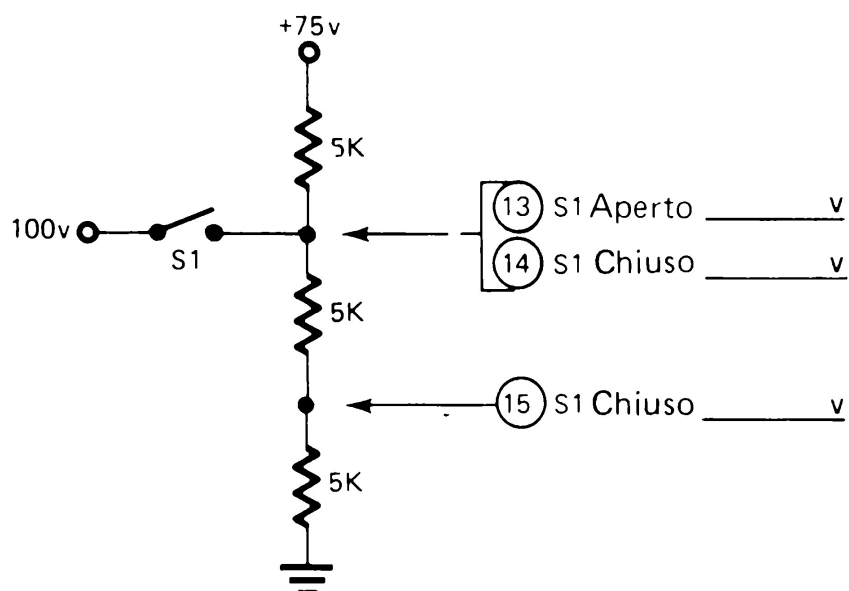 +75v
5K
13 S1 Aperto v
100v
S1
14 S1 Chiuso v
5K
15 S1 Chiuso v
5K